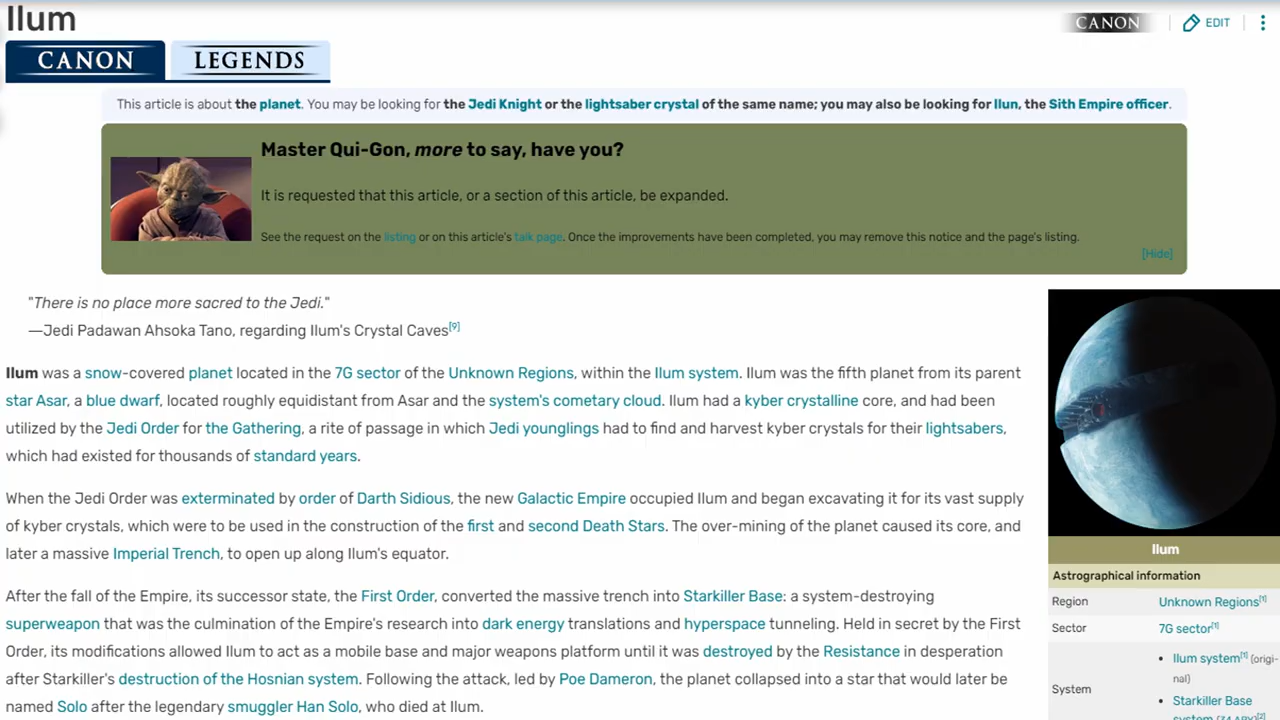 Ilum
CANON
EDIT
CANON
LEGENDS
This article is about the planet. You may be looking for the Jedi Knight or the lightsaber crystal of the same name; you may also be looking for Ilun, the Sith Empire officer.
Master Qui-Gon, more to say, have you?
It is requested that this article, or a section of this article, be expanded.
See the request on the listing or on this article's talk page. Once the improvements have been completed, you may remove this notice and the page's listing.
[Hide]
"There is no place more sacred to the Jedi."
—Jedi Padawan Ahsoka Tano, regarding Ilum's Crystal Caves[9]
Ilum was a snow-covered planet located in the 7G sector of the Unknown Regions, within the Ilum system. Ilum was the fifth planet from its parent
star Asar, a blue dwarf, located roughly equidistant from Asar and the system's cometary cloud. Ilum had a kyber crystalline core, and had been
utilized by the Jedi Order for the Gathering, a rite of passage in which Jedi younglings had to find and harvest kyber crystals for their lightsabers,
which had existed for thousands of standard years.
When the Jedi Order was exterminated by order of Darth Sidious, the new Galactic Empire occupied Ilum and began excavating it for its vast supply
of kyber crystals, which were to be used in the construction of the first and second Death Stars. The over-mining of the planet caused its core, and
later a massive Imperial Trench, to open up along Ilum's equator.
After the fall of the Empire, its successor state, the First Order, converted the massive trench into Starkiller Base: a system-destroying
superweapon that was the culmination of the Empire's research into dark energy translations and hyperspace tunneling. Held in secret by the First
Order, its modifications allowed Ilum to act as a mobile base and major weapons platform until it was destroyed by the Resistance in desperation
after Starkiller's destruction of the Hosnian system. Following the attack, led by Poe Dameron, the planet collapsed into a star that would later be
named Solo after the legendary smuggler Han Solo, who died at Ilum.
Ilum
Astrographical information
Region
Unknown Regions[1]
Sector
7G sector[1]
System
Ilum system[1] (origi-
nal)
Starkiller Base
system (34 ABY)[2]